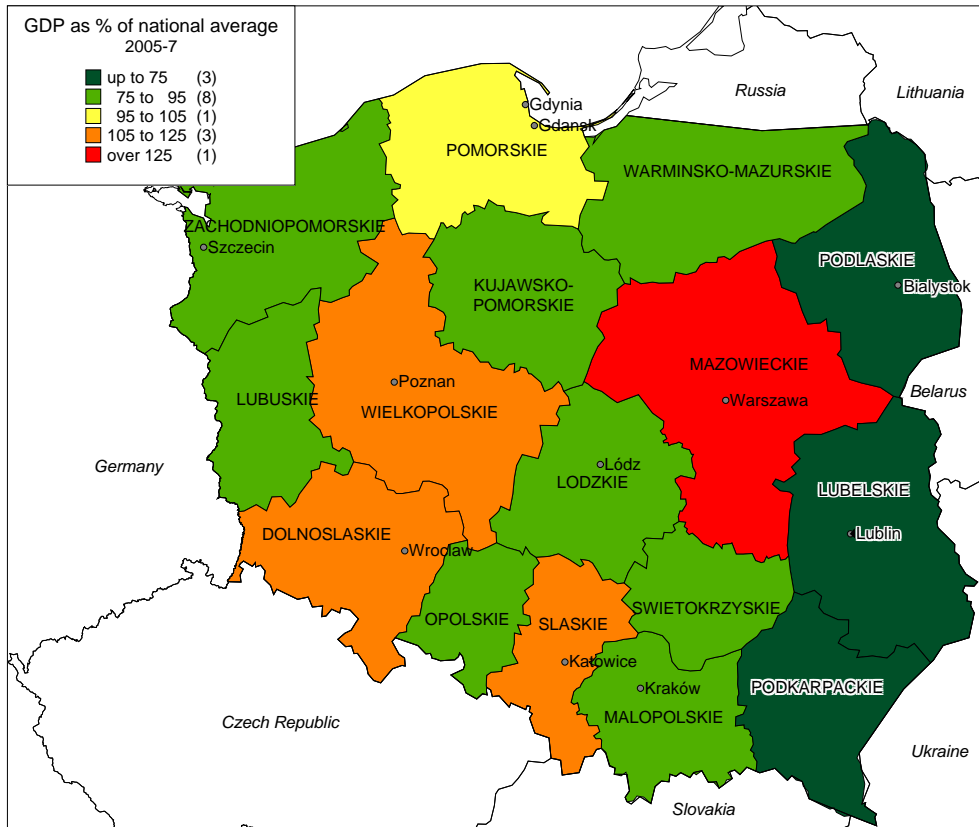 GDP as % of national average
2005-7
up to 75 (3)
75 to 95 (8)
95 to 105 (1)
105 to 125 (3)
over 125 (1)
Russia
Lithuania
Gdynia
Gdansk
POMORSKIE
WARMINSKO-MAZURSKIE
ZACHODNIOPOMORSKIE
Szczecin
PODLASKIE
Bialystok
KUJAWSKO-
POMORSKIE
MAZOWIECKIE
Poznan
Belarus
LUBUSKIE
WIELKOPOLSKIE
Warszawa
Germany
Lódz
LODZKIE
LUBELSKIE
DOLNOSLASKIE
Lublin
Wroclaw
OPOLSKIE
SLASKIE
SWIETOKRZYSKIE
Katowice
Kraków
PODKARPACKIE
MALOPOLSKIE
Czech Republic
Ukraine
Slovakia